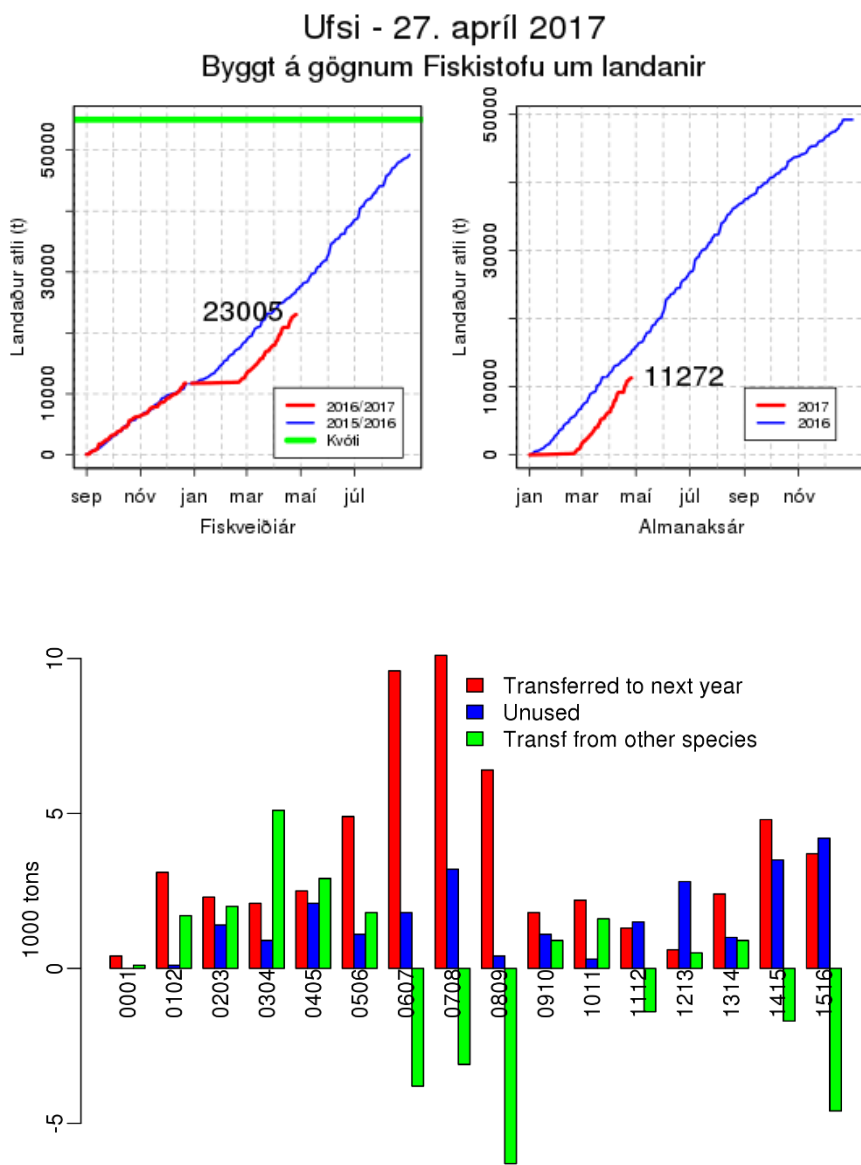 Ufsi - 27. apríl 2017
Byggt á gögnum Fiskistofu um landanir
Landaður afli (t)
50000
30000
10000
0
23005
2016/2017
2015/2016
Kvóti
sep nóv jan mar maí júl
Fiskveiðiár
Landaður afli (t)
50000
30000
10000
0
11272
2017
2016
jan mar maí júl sep nóv
Almanaksár
1000 tons
10
5
0
-5
Transferred to next year
Unused
Transf from other species
0001 0102 0203 0304 0405 0506 0607 0708 0809 0910 1011 1112 1213 1314 1415 1516